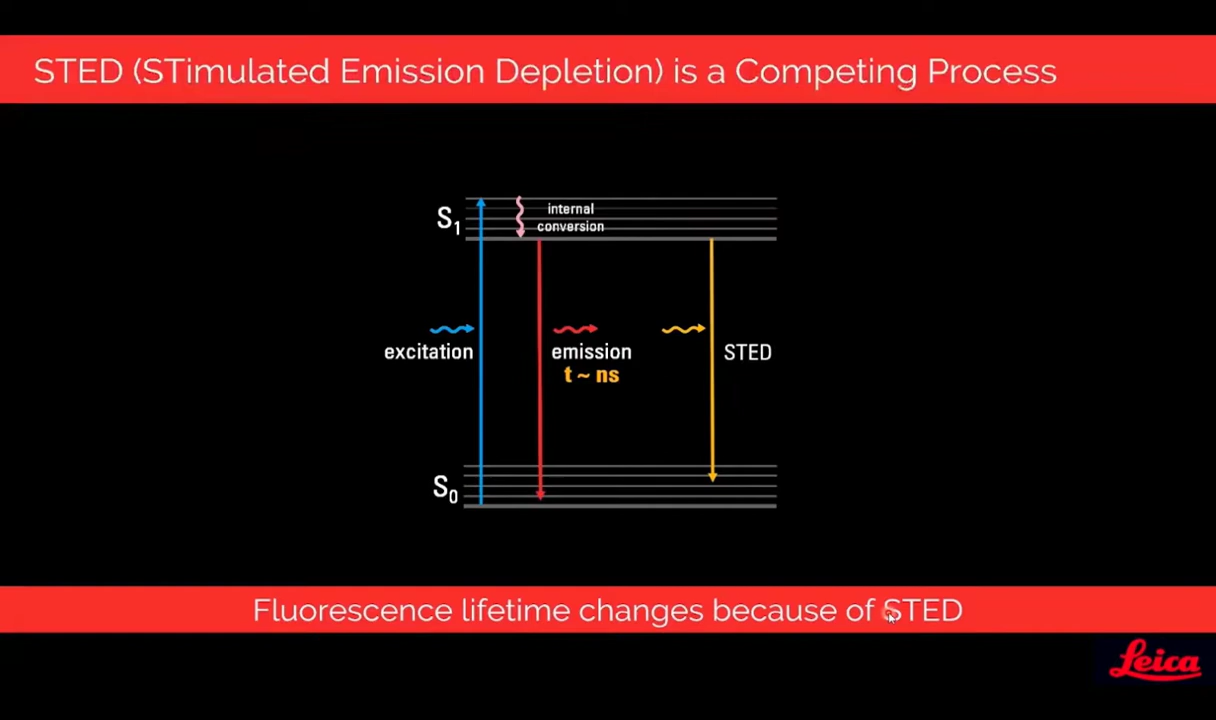 STED (STimulated Emission Depletion) is a Competing Process
S1
internal
conversion
excitation
emission
t ~ ns
STED
S0
Fluorescence lifetime changes because of STED
Leica